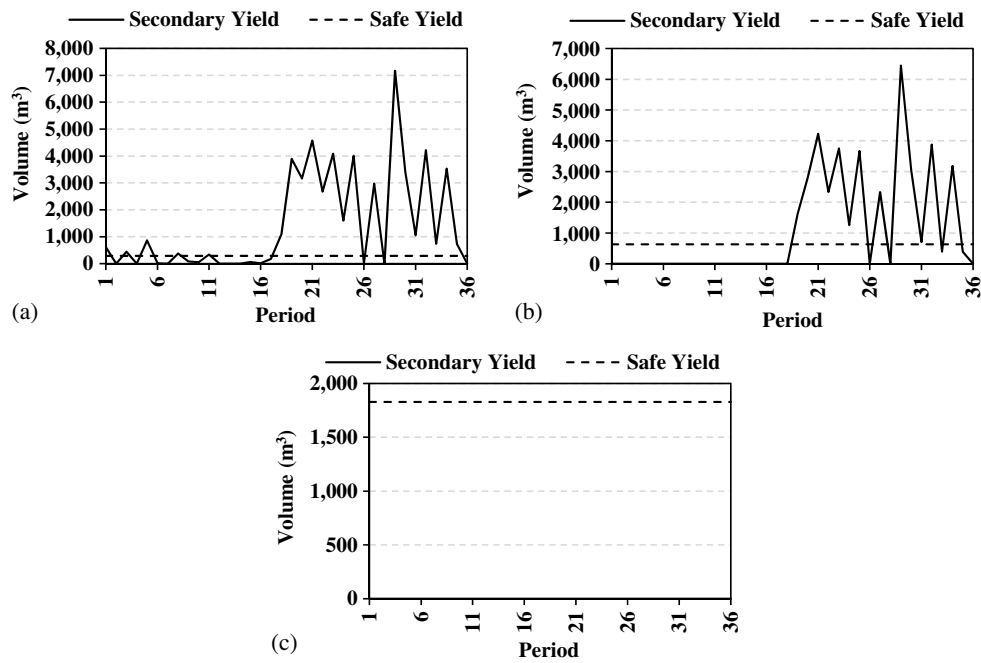 Secondary Yield Safe Yield
8,000
7,000
6,000
5,000
4,000
3,000
2,000
1,000
0
Volume (m³)
1 6 11 16 21 26 31 36
Period
(a)
Secondary Yield Safe Yield
7,000
6,000
5,000
4,000
3,000
2,000
1,000
0
Volume (m³)
1 6 11 16 21 26 31 36
Period
(b)
Secondary Yield Safe Yield
2,000
1,500
1,000
500
0
Volume (m³)
1 6 11 16 21 26 31 36
Period
(c)